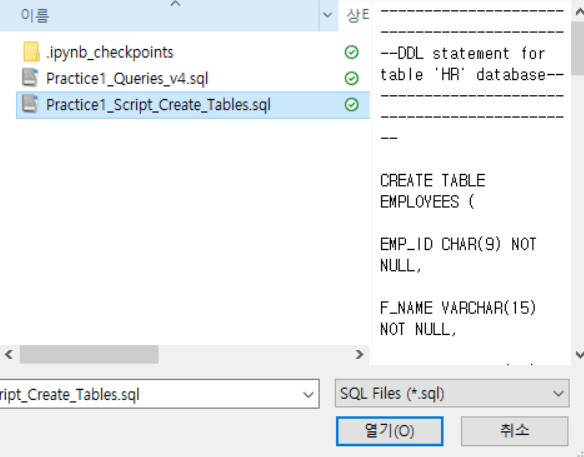 이름
상태
.ipynb_checkpoints
Practice1_Queries_v4.sql
Practice1_Script_Create_Tables.sql
---------------------
---------------------
--DDL statement for
table 'HR' database--
---------------------
---------------------
--
CREATE TABLE
EMPLOYEES (
EMP_ID CHAR(9) NOT
NULL,
F_NAME VARCHAR(15)
NOT NULL,
ript_Create_Tables.sql
SQL Files (*.sql)
열기(O)
취소